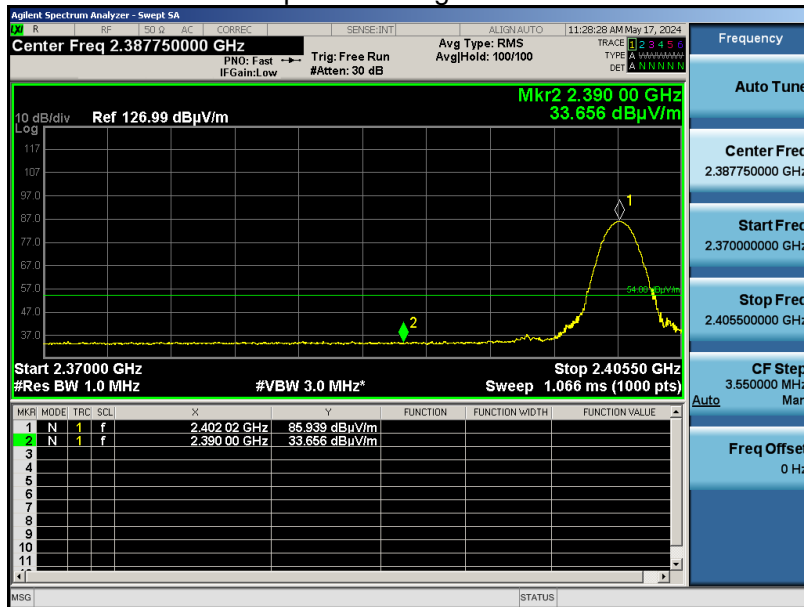 Agilent Spectrum Analyzer - Swept SA
LXI R RF 50 Ω AC CORREC SENSE:INT ALIGN AUTO 11:28:28 AM May 17, 2024
Center Freq 2.387750000 GHz
PNO: Fast
IFGain:Low
Trig: Free Run
#Atten: 30 dB
Avg Type: RMS
Avg|Hold: 100/100
TRACE 1 2 3 4 5 6
TYPE A WWWWW
DET A N N N N N
Mkr2 2.390 00 GHz
33.656 dBµV/m
10 dB/div Ref 126.99 dBµV/m
Log
117
107
97.0
87.0
77.0
67.0
57.0
47.0
37.0
1
2
54.00 dBµV/m
Start 2.37000 GHz Stop 2.40550 GHz
#Res BW 1.0 MHz #VBW 3.0 MHz* Sweep 1.066 ms (1000 pts)
MKR MODE TRC SCL X Y FUNCTION FUNCTION WIDTH FUNCTION VALUE
1 N 1 f 2.402 02 GHz 85.939 dBµV/m
2 N 1 f 2.390 00 GHz 33.656 dBµV/m
3
4
5
6
7
8
9
10
11
MSG STATUS
Frequency
Auto Tune
Center Freq
2.387750000 GHz
Start Freq
2.370000000 GHz
Stop Freq
2.405500000 GHz
CF Step
3.550000 MHz
Auto Man
Freq Offset
0 Hz